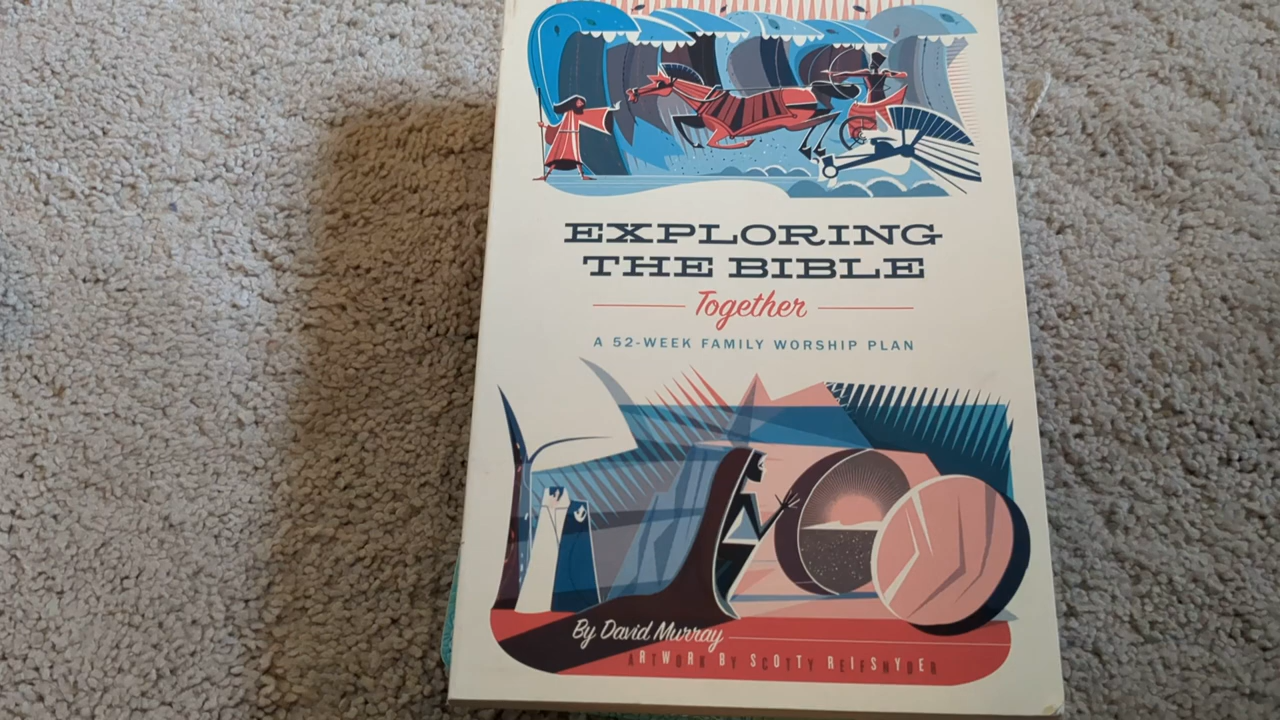 EXPLORING
THE BIBLE
Together
A 52-WEEK FAMILY WORSHIP PLAN
By David Murray
ARTWORK BY SCOTTY REIFSNYDER